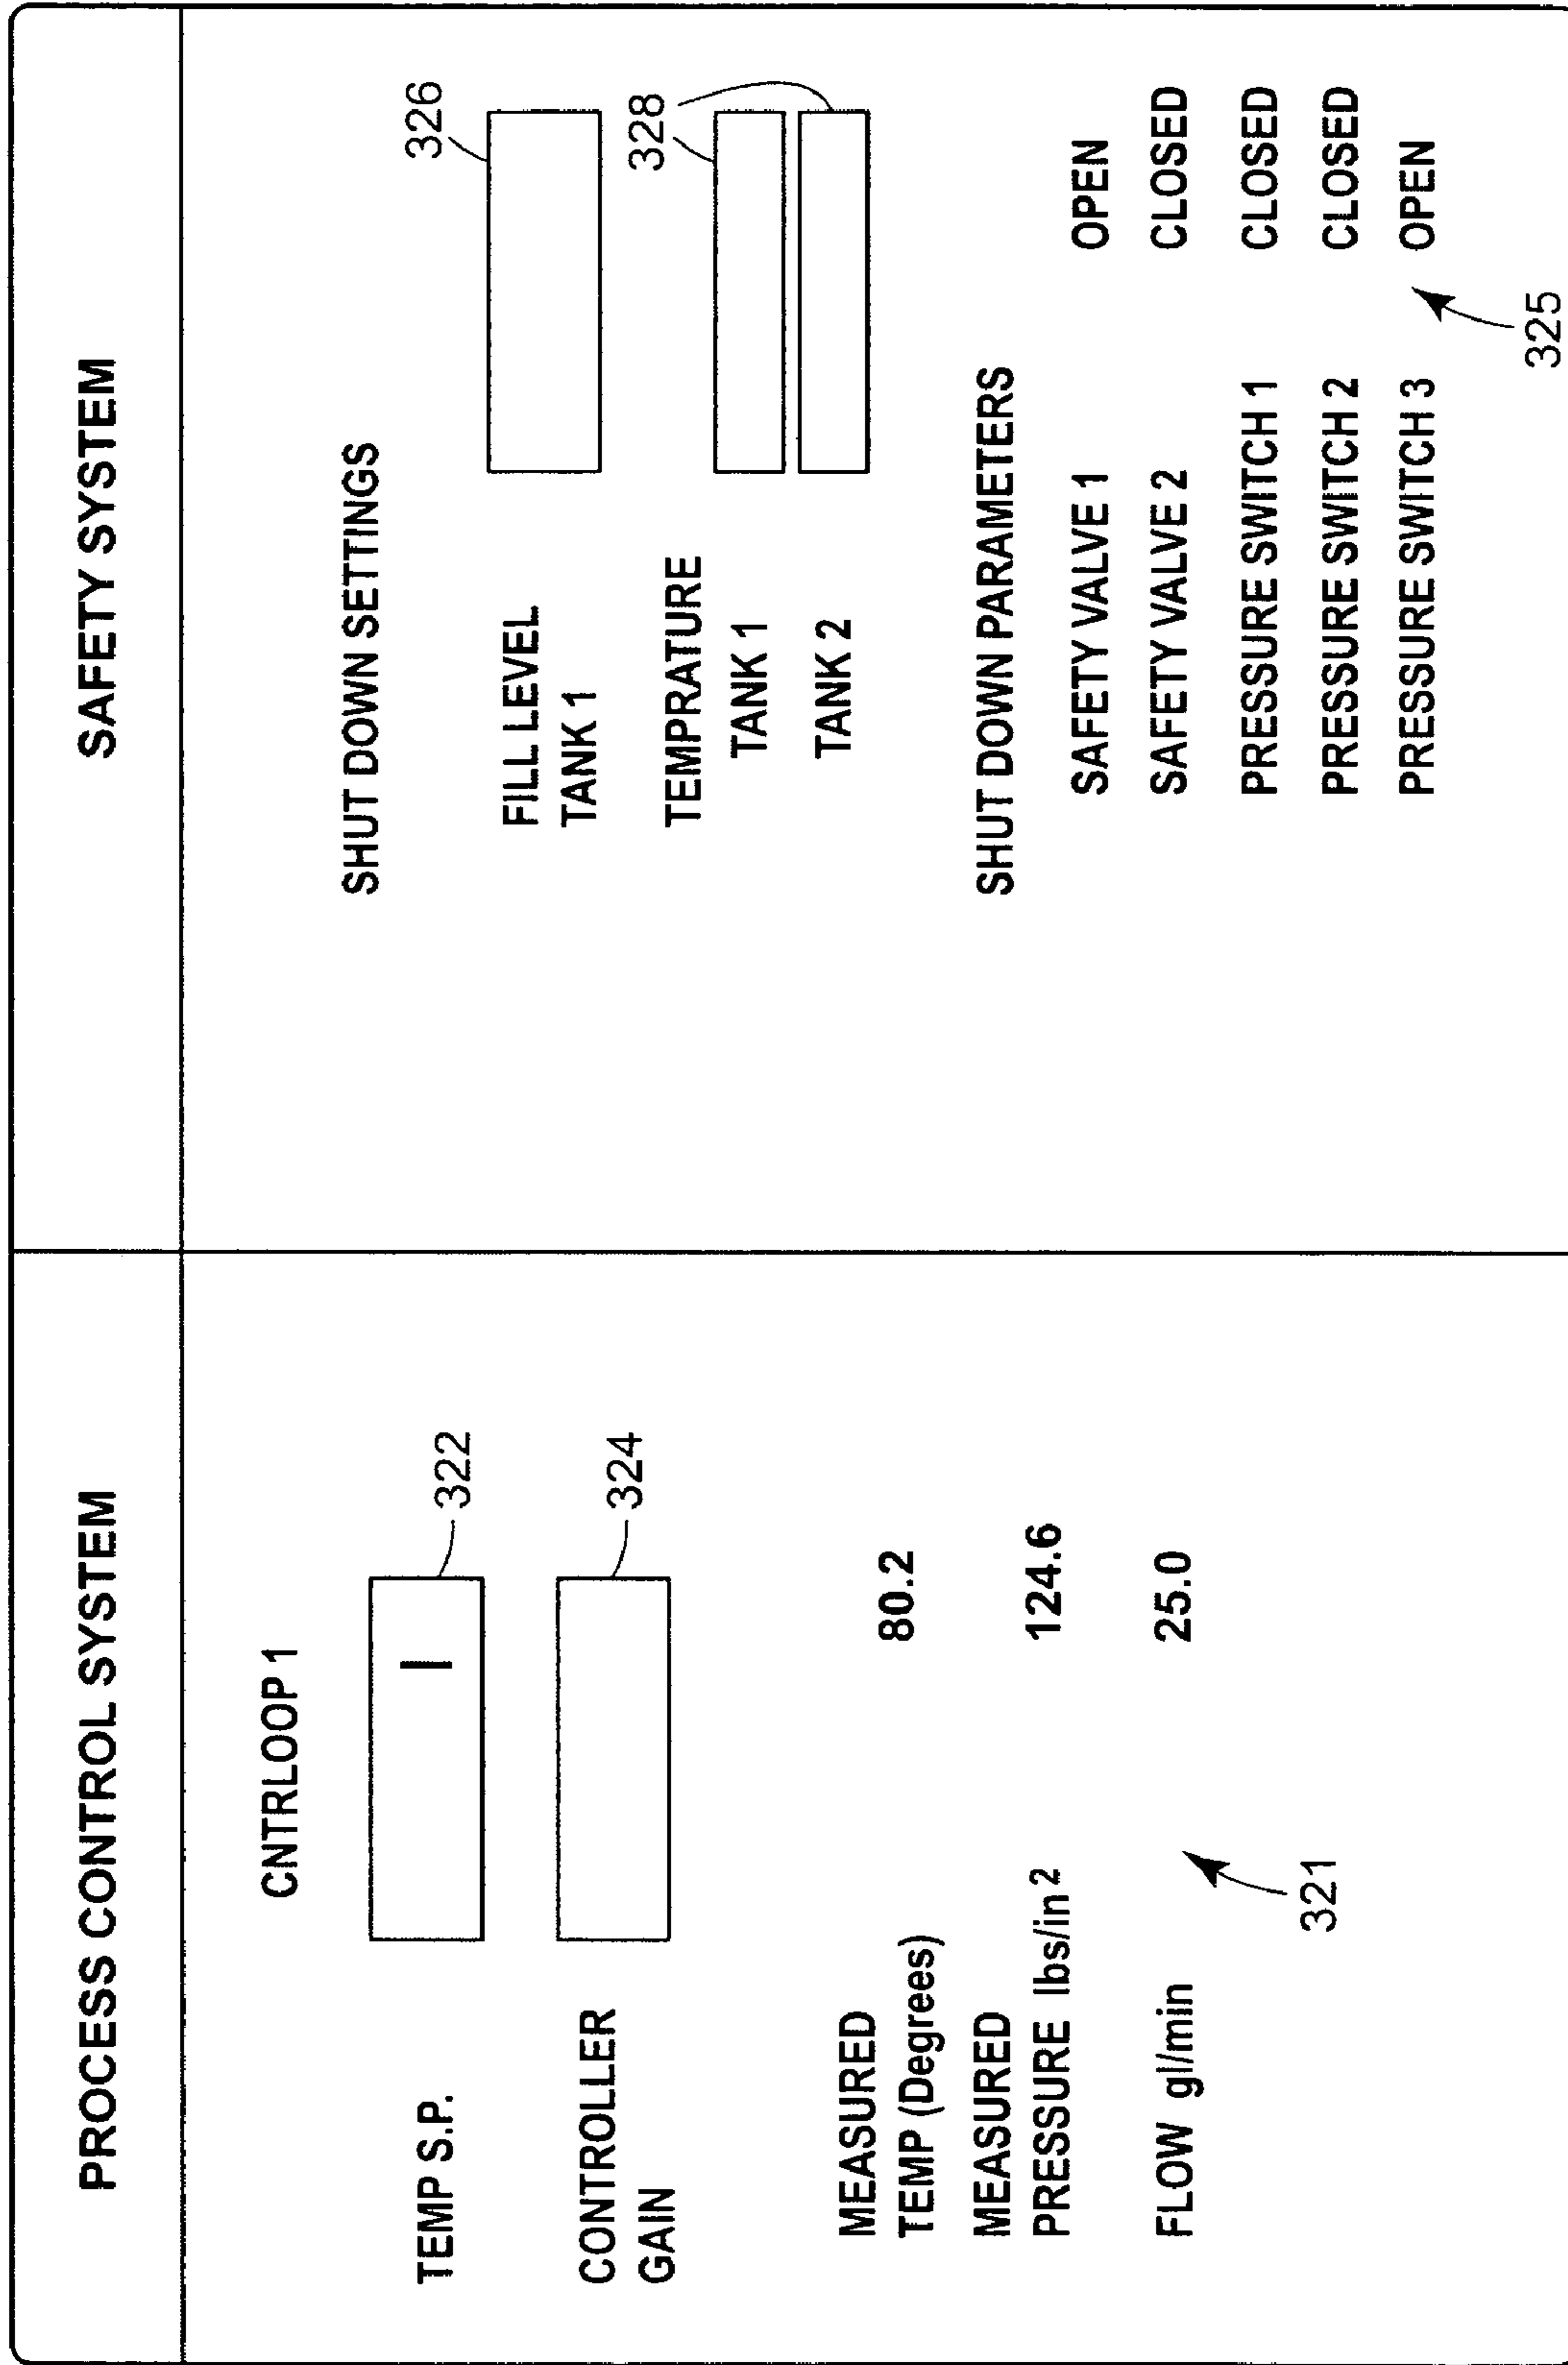 PROCESS CONTROL SYSTEM
CNTRLOOP 1
TEMP S.P.
322
CONTROLLER
GAIN
324
MEASURED
TEMP (Degrees) 80.2
MEASURED
PRESSURE lbs/in² 124.6
FLOW gl/min 25.0
321
SAFETY SYSTEM
SHUT DOWN SETTINGS
326
FILL LEVEL
TANK 1
328
TEMPRATURE
TANK 1
TANK 2
SHUT DOWN PARAMETERS
SAFETY VALVE 1 OPEN
SAFETY VALVE 2 CLOSED
PRESSURE SWITCH 1 CLOSED
PRESSURE SWITCH 2 CLOSED
PRESSURE SWITCH 3 OPEN
325